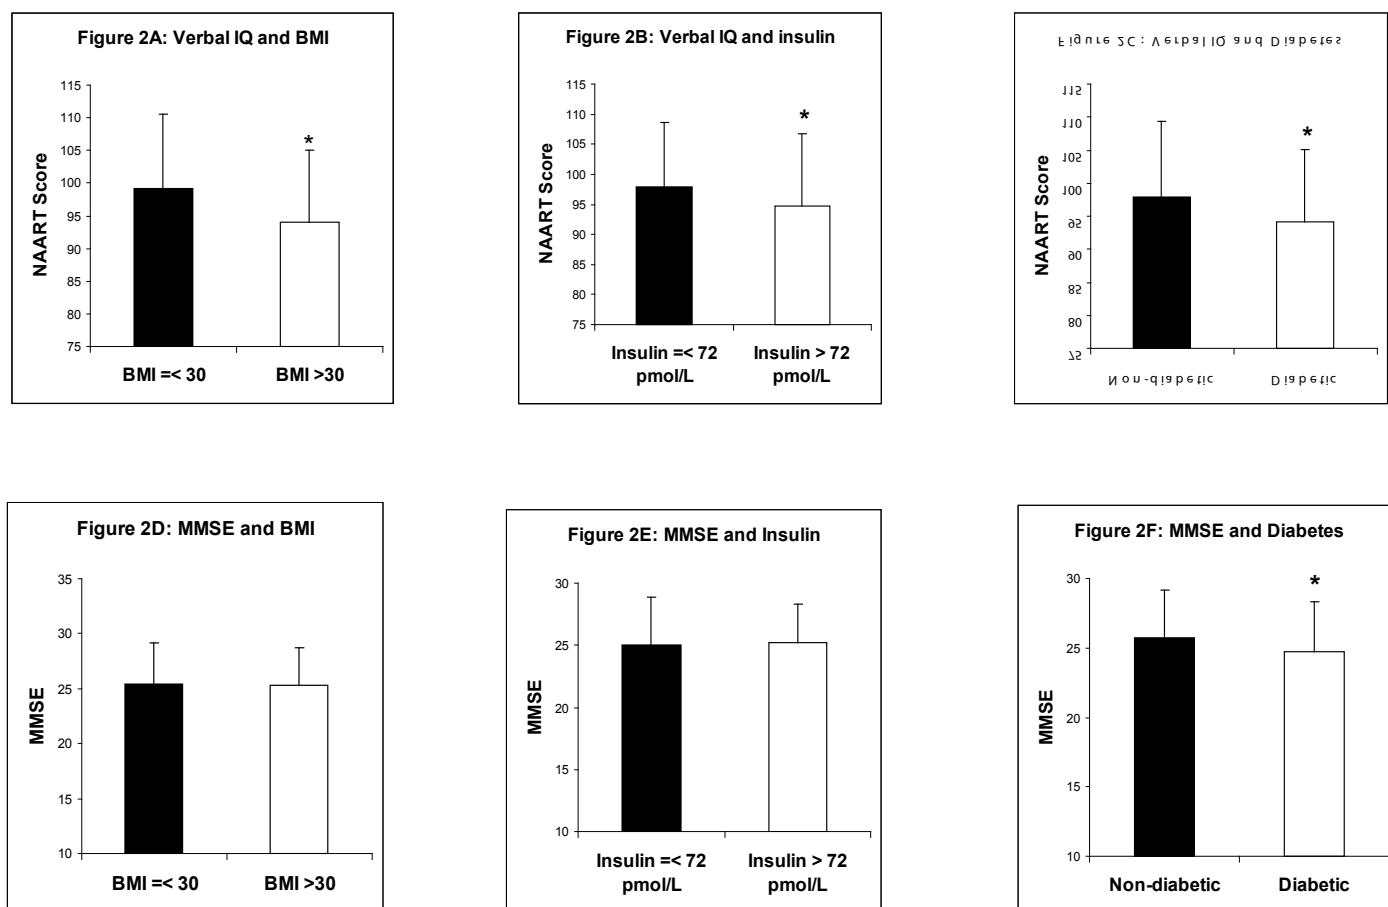 Figure 2A: Verbal IQ and BMI
NAART Score
115
110
105
100
95
90
85
80
75
*
BMI =< 30
BMI >30
Figure 2B: Verbal IQ and insulin
NAART Score
115
110
105
100
95
90
85
80
75
*
Insulin =< 72
pmol/L
Insulin > 72
pmol/L
Figure 2C: Verbal IQ and Diabetes
NAART Score
115
110
105
100
95
90
85
80
75
*
Non-diabetic
Diabetic
Figure 2D: MMSE and BMI
MMSE
35
30
25
20
15
10
BMI =< 30
BMI >30
Figure 2E: MMSE and Insulin
MMSE
30
25
20
15
10
Insulin =< 72
pmol/L
Insulin > 72
pmol/L
Figure 2F: MMSE and Diabetes
MMSE
30
25
20
15
10
*
Non-diabetic
Diabetic